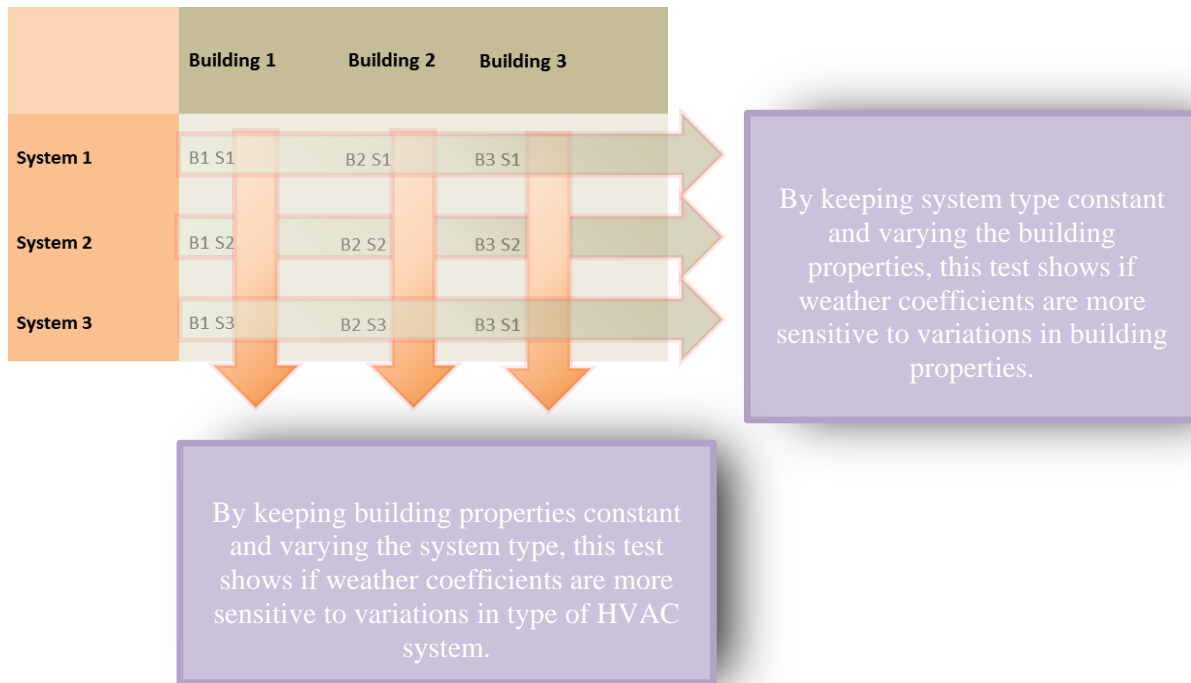 Building 1 Building 2 Building 3
System 1 B1 S1 B2 S1 B3 S1
System 2 B1 S2 B2 S2 B3 S2
System 3 B1 S3 B2 S3 B3 S1
By keeping system type constant
and varying the building
properties, this test shows if
weather coefficients are more
sensitive to variations in building
properties.
By keeping building properties constant
and varying the system type, this test
shows if weather coefficients are more
sensitive to variations in type of HVAC
system.